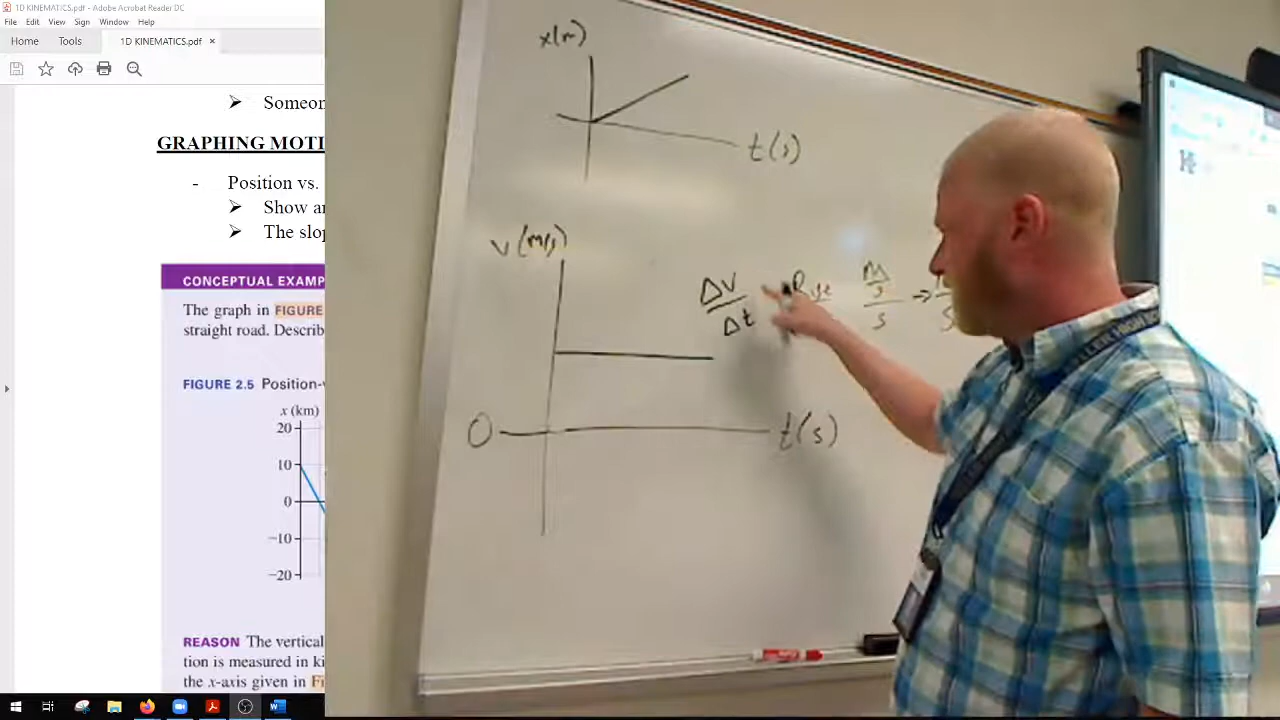 1D KINEMATICS.pdf - Adobe Acrobat Reader DC
File Edit View Sign Window Help
Home Tools 1D KINEMATICS.pdf ×
Someon
GRAPHING MOTI
- Position vs.
Show an
The slop
CONCEPTUAL EXAMP
The graph in FIGURE
straight road. Describ
FIGURE 2.5 Position-v
x (km)
20
10
0
−10
−20
REASON The vertical
tion is measured in ki
the x-axis given in Fi
x(m)
t(s)
v(m/s)
Δv
Δt
m
s
s
→
0
t(s)